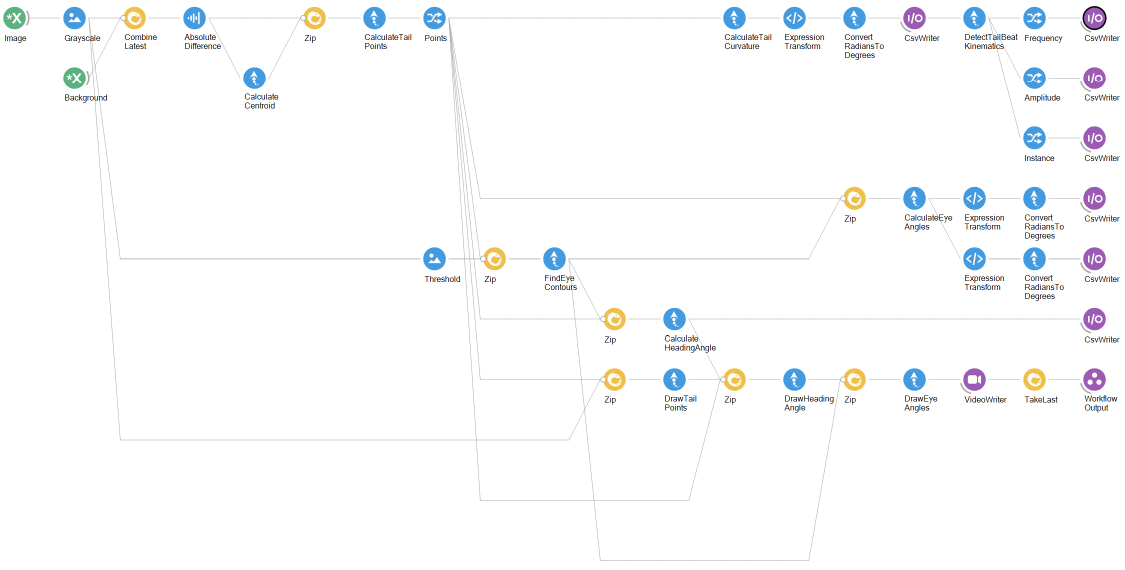 Image
Grayscale
Combine
Latest
Absolute
Difference
Zip
CalculateTail
Points
Points
CalculateTail
Curvature
Expression
Transform
Convert
RadiansTo
Degrees
CsvWriter
DetectTailBeat
Kinematics
Frequency
CsvWriter
Background
Calculate
Centroid
Amplitude
CsvWriter
Instance
CsvWriter
Zip
CalculateEye
Angles
Expression
Transform
Convert
RadiansTo
Degrees
CsvWriter
Threshold
Zip
FindEye
Contours
Expression
Transform
Convert
RadiansTo
Degrees
CsvWriter
Zip
Calculate
HeadingAngle
CsvWriter
Zip
DrawTail
Points
Zip
DrawHeading
Angle
Zip
DrawEye
Angles
VideoWriter
TakeLast
Workflow
Output